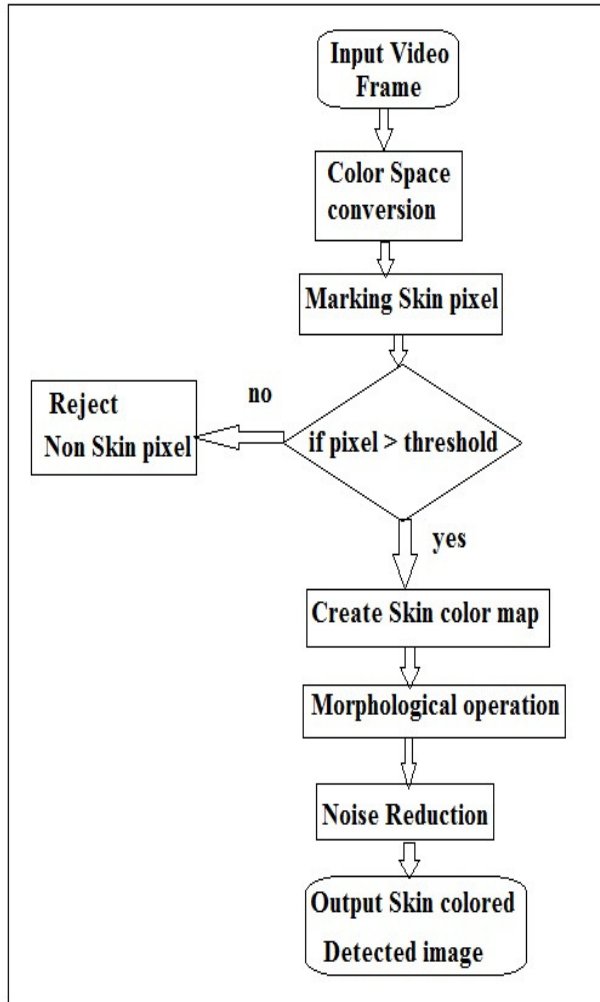 Input Video
Frame
Color Space
conversion
Marking Skin pixel
if pixel > threshold
no
Reject
Non Skin pixel
yes
Create Skin color map
Morphological operation
Noise Reduction
Output Skin colored
Detected image